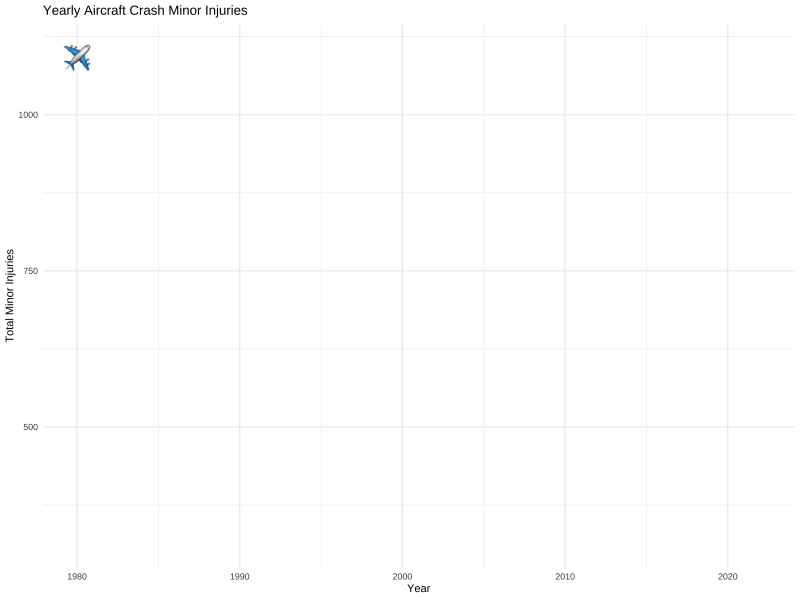 Yearly Aircraft Crash Minor Injuries
1000
750
500
Total Minor Injuries
1980 1990 2000 2010 2020
Year